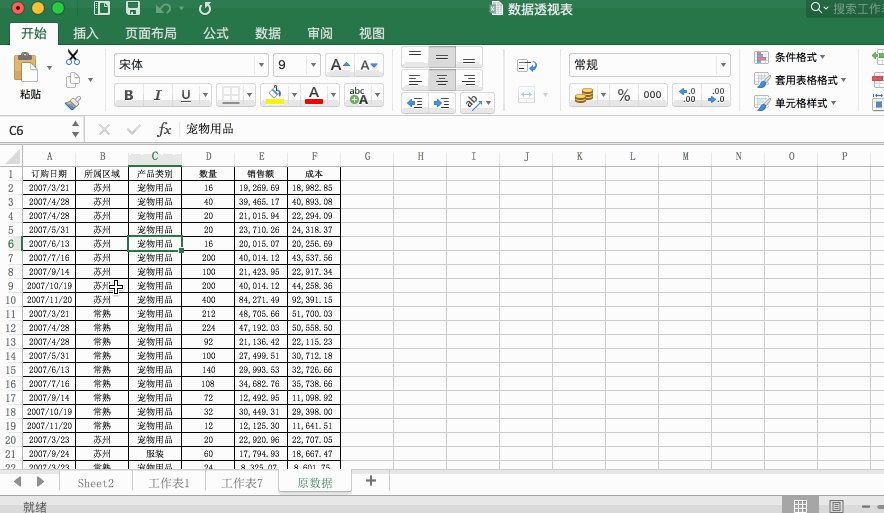 数据透视表
搜索工作
开始 插入 页面布局 公式 数据 审阅 视图
粘贴
宋体 9 A A 常规
B I U A abc A % 000 .0 .00 .00 .0
条件格式
套用表格格式
单元格样式
C6 fx 宠物用品
A B C D E F G H I J K L M N O P
1 订购日期 所属区域 产品类别 数量 销售额 成本
2 2007/3/21 苏州 宠物用品 16 19,269.69 18,982.85
3 2007/4/28 苏州 宠物用品 40 39,465.17 40,893.08
4 2007/4/28 苏州 宠物用品 20 21,015.94 22,294.09
5 2007/5/31 苏州 宠物用品 20 23,710.26 24,318.37
6 2007/6/13 苏州 宠物用品 16 20,015.07 20,256.69
7 2007/7/16 苏州 宠物用品 200 40,014.12 43,537.56
8 2007/9/14 苏州 宠物用品 100 21,423.95 22,917.34
9 2007/10/19 苏州 宠物用品 200 40,014.12 44,258.36
10 2007/11/20 苏州 宠物用品 400 84,271.49 92,391.15
11 2007/3/21 常熟 宠物用品 212 48,705.66 51,700.03
12 2007/4/28 常熟 宠物用品 224 47,192.03 50,558.50
13 2007/4/28 常熟 宠物用品 92 21,136.42 22,115.23
14 2007/5/31 常熟 宠物用品 100 27,499.51 30,712.18
15 2007/6/13 常熟 宠物用品 140 29,993.53 32,726.66
16 2007/7/16 常熟 宠物用品 108 34,682.76 35,738.66
17 2007/9/14 常熟 宠物用品 72 12,492.95 11,098.92
18 2007/10/19 常熟 宠物用品 32 30,449.31 29,398.00
19 2007/11/20 常熟 宠物用品 12 12,125.30 11,641.51
20 2007/3/23 苏州 宠物用品 20 22,920.96 22,707.05
21 2007/9/24 苏州 服装 60 17,794.93 18,667.47
22 2007/3/23 常熟 宠物用品 24 8,325.07 8,601.75
Sheet2 工作表1 工作表7 原数据 +
就绪